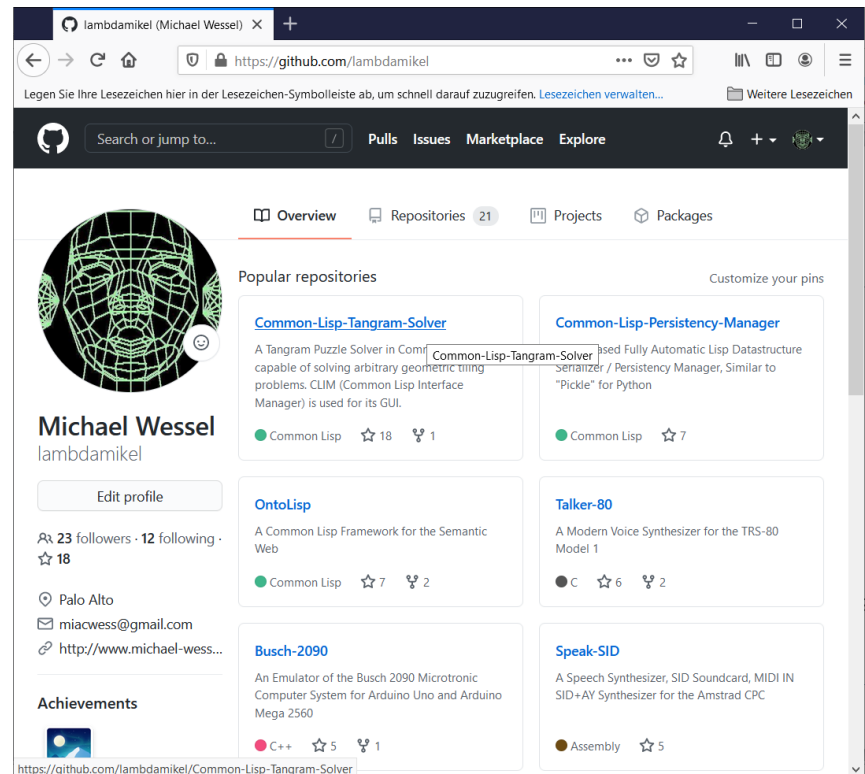 lambdamikel (Michael Wessel)
https://github.com/lambdamikel
Legen Sie Ihre Lesezeichen hier in der Lesezeichen-Symbolleiste ab, um schnell darauf zuzugreifen. Lesezeichen verwalten...
Weitere Lesezeichen
Search or jump to... /
Pulls Issues Marketplace Explore
Overview Repositories 21 Projects Packages
Popular repositories
Customize your pins
Common-Lisp-Tangram-Solver
A Tangram Puzzle Solver in Comm
capable of solving arbitrary geometric tiling
problems. CLIM (Common Lisp Interface
Manager) is used for its GUI.
Common Lisp 18 1
Common-Lisp-Tangram-Solver
Common-Lisp-Persistency-Manager
ased Fully Automatic Lisp Datastructure
Serializer / Persistency Manager, Similar to
"Pickle" for Python
Common Lisp 7
Michael Wessel
lambdamikel
Edit profile
23 followers · 12 following ·
18
Palo Alto
miacwess@gmail.com
http://www.michael-wess...
Achievements
OntoLisp
A Common Lisp Framework for the Semantic
Web
Common Lisp 7 2
Talker-80
A Modern Voice Synthesizer for the TRS-80
Model 1
C 6 2
Busch-2090
An Emulator of the Busch 2090 Microtronic
Computer System for Arduino Uno and Arduino
Mega 2560
C++ 5 1
Speak-SID
A Speech Synthesizer, SID Soundcard, MIDI IN
SID+AY Synthesizer for the Amstrad CPC
Assembly 5
https://github.com/lambdamikel/Common-Lisp-Tangram-Solver